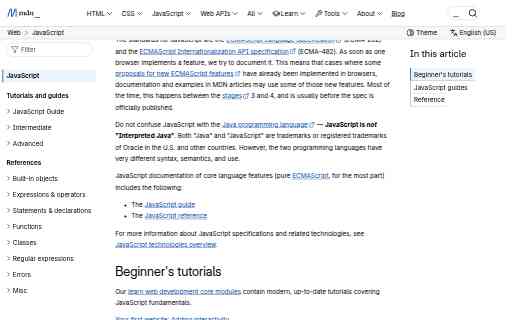 mdn_
HTML CSS JavaScript Web APIs All Learn Tools About Blog
Web > JavaScript
Theme
English (US)
Filter
JavaScript
Tutorials and guides
JavaScript Guide
Intermediate
Advanced
References
Built-in objects
Expressions & operators
Statements & declarations
Functions
Classes
Regular expressions
Errors
Misc
and the ECMAScript Internationalization API specification (ECMA-402). As soon as one
browser implements a feature, we try to document it. This means that cases where some
proposals for new ECMAScript features have already been implemented in browsers,
documentation and examples in MDN articles may use some of those new features. Most of
the time, this happens between the stages 3 and 4, and is usually before the spec is
officially published.
Do not confuse JavaScript with the Java programming language — JavaScript is not
"Interpreted Java". Both "Java" and "JavaScript" are trademarks or registered trademarks
of Oracle in the U.S. and other countries. However, the two programming languages have
very different syntax, semantics, and use.
JavaScript documentation of core language features (pure ECMAScript, for the most part)
includes the following:
• The JavaScript guide
• The JavaScript reference
For more information about JavaScript specifications and related technologies, see
JavaScript technologies overview.
Beginner's tutorials
Our learn web development core modules contain modern, up-to-date tutorials covering
JavaScript fundamentals.
Your first website: Adding interactivity
In this article
Beginner's tutorials
JavaScript guides
Reference